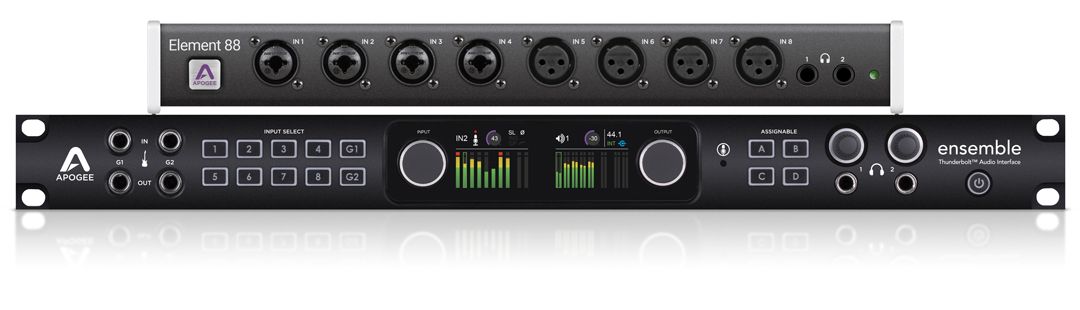 Element 88
APOGEE
IN 1
IN 2
IN 3
IN 4
IN 5
IN 6
IN 7
IN 8
1
2
IN
G1
G2
OUT
APOGEE
INPUT SELECT
1 2 3 4 G1
5 6 7 8 G2
INPUT
IN2
43
SL Ø
1
-30
44.1
INT
OUTPUT
ASSIGNABLE
A B
C D
1
2
ensemble
Thunderbolt™ Audio Interface